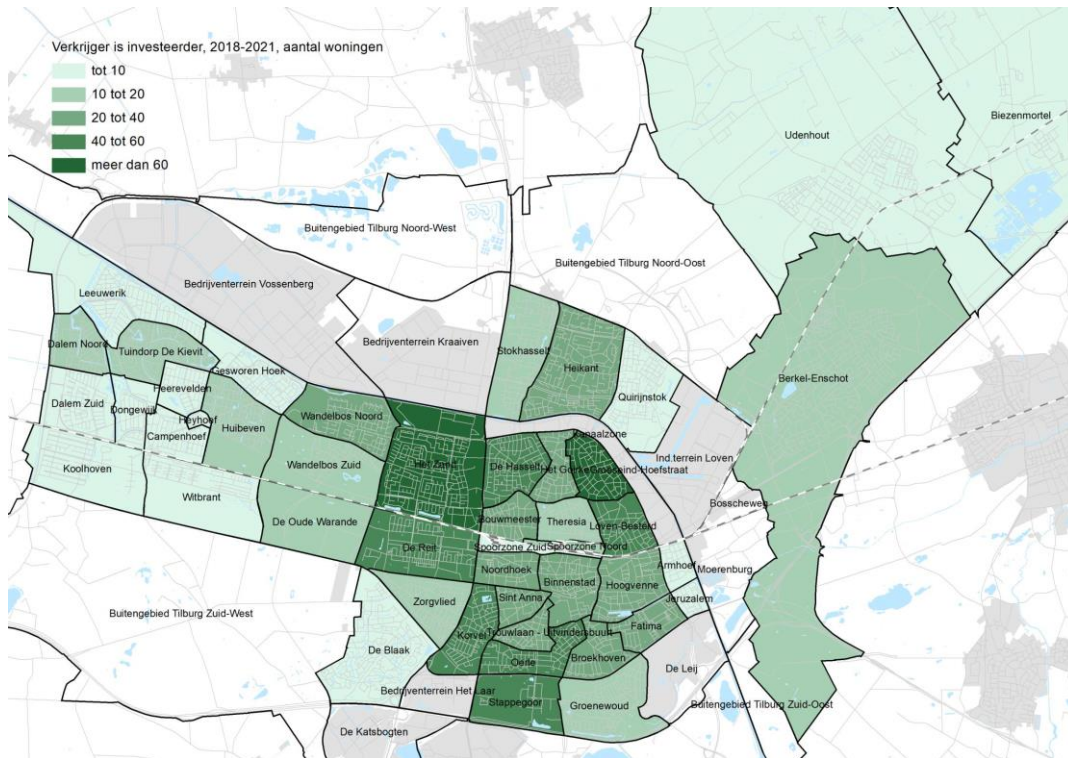 Verkrijger is investeerder, 2018-2021, aantal woningen
tot 10
10 tot 20
20 tot 40
40 tot 60
meer dan 60
Biezenmortel
Udenhout
Buitengebied Tilburg Noord-West
Buitengebied Tilburg Noord-Oost
Bedrijventerrein Vossenberg
Leeuwerik
Bedrijventerrein Kraaiven
Dalem Noord
Tuindorp De Kievit
Stokhasselt
Heikant
Gesworen Hoek
Berkel-Enschot
Heerevelden
Quirijnstok
Dalem Zuid
Dongewijk
Heyhoef
Wandelbos Noord
Huibeven
Campenhoef
Kanaalzone
Ind.terrein Loven
Koolhoven
Wandelbos Zuid
Het Zand
De Hasselt
Groeseind-Hoefstraat
Witbrant
Bosscheweg
De Oude Warande
Bouwmeester
Theresia
Loven-Besterd
De Reit
Spoorzone Zuid
Spoorzone Noord
Armhoef
Moerenburg
Noordhoek
Binnenstad
Hoogvenne
Jeruzalem
Buitengebied Tilburg Zuid-West
Zorgvlied
Sint Anna
Fatima
Korvel
Trouwlaan - Uitvindersbuurt
De Blaak
Oerle
Broekhoven
De Leij
Bedrijventerrein Het Laar
Stappegoor
Groenewoud
Buitengebied Tilburg Zuid-Oost
De Katsbogten